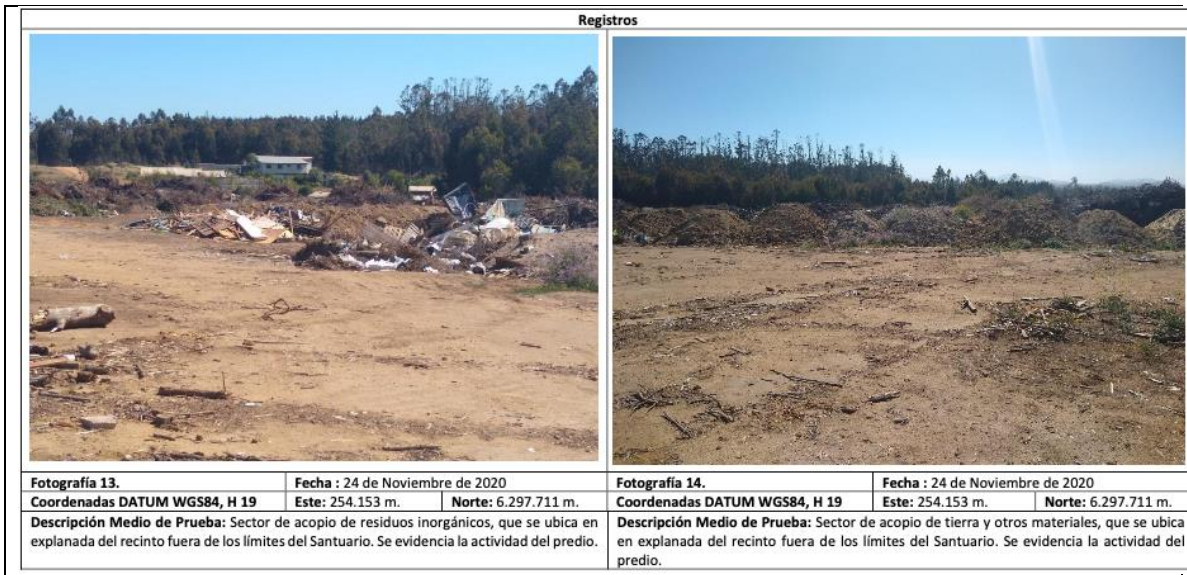 Registros
Fotografía 13.
Fecha : 24 de Noviembre de 2020
Coordenadas DATUM WGS84, H 19
Este: 254.153 m.
Norte: 6.297.711 m.
Descripción Medio de Prueba: Sector de acopio de residuos inorgánicos, que se ubica en
explanada del recinto fuera de los límites del Santuario. Se evidencia la actividad del predio.
Fotografía 14.
Fecha : 24 de Noviembre de 2020
Coordenadas DATUM WGS84, H 19
Este: 254.153 m.
Norte: 6.297.711 m.
Descripción Medio de Prueba: Sector de acopio de tierra y otros materiales, que se ubica
en explanada del recinto fuera de los límites del Santuario. Se evidencia la actividad del
predio.